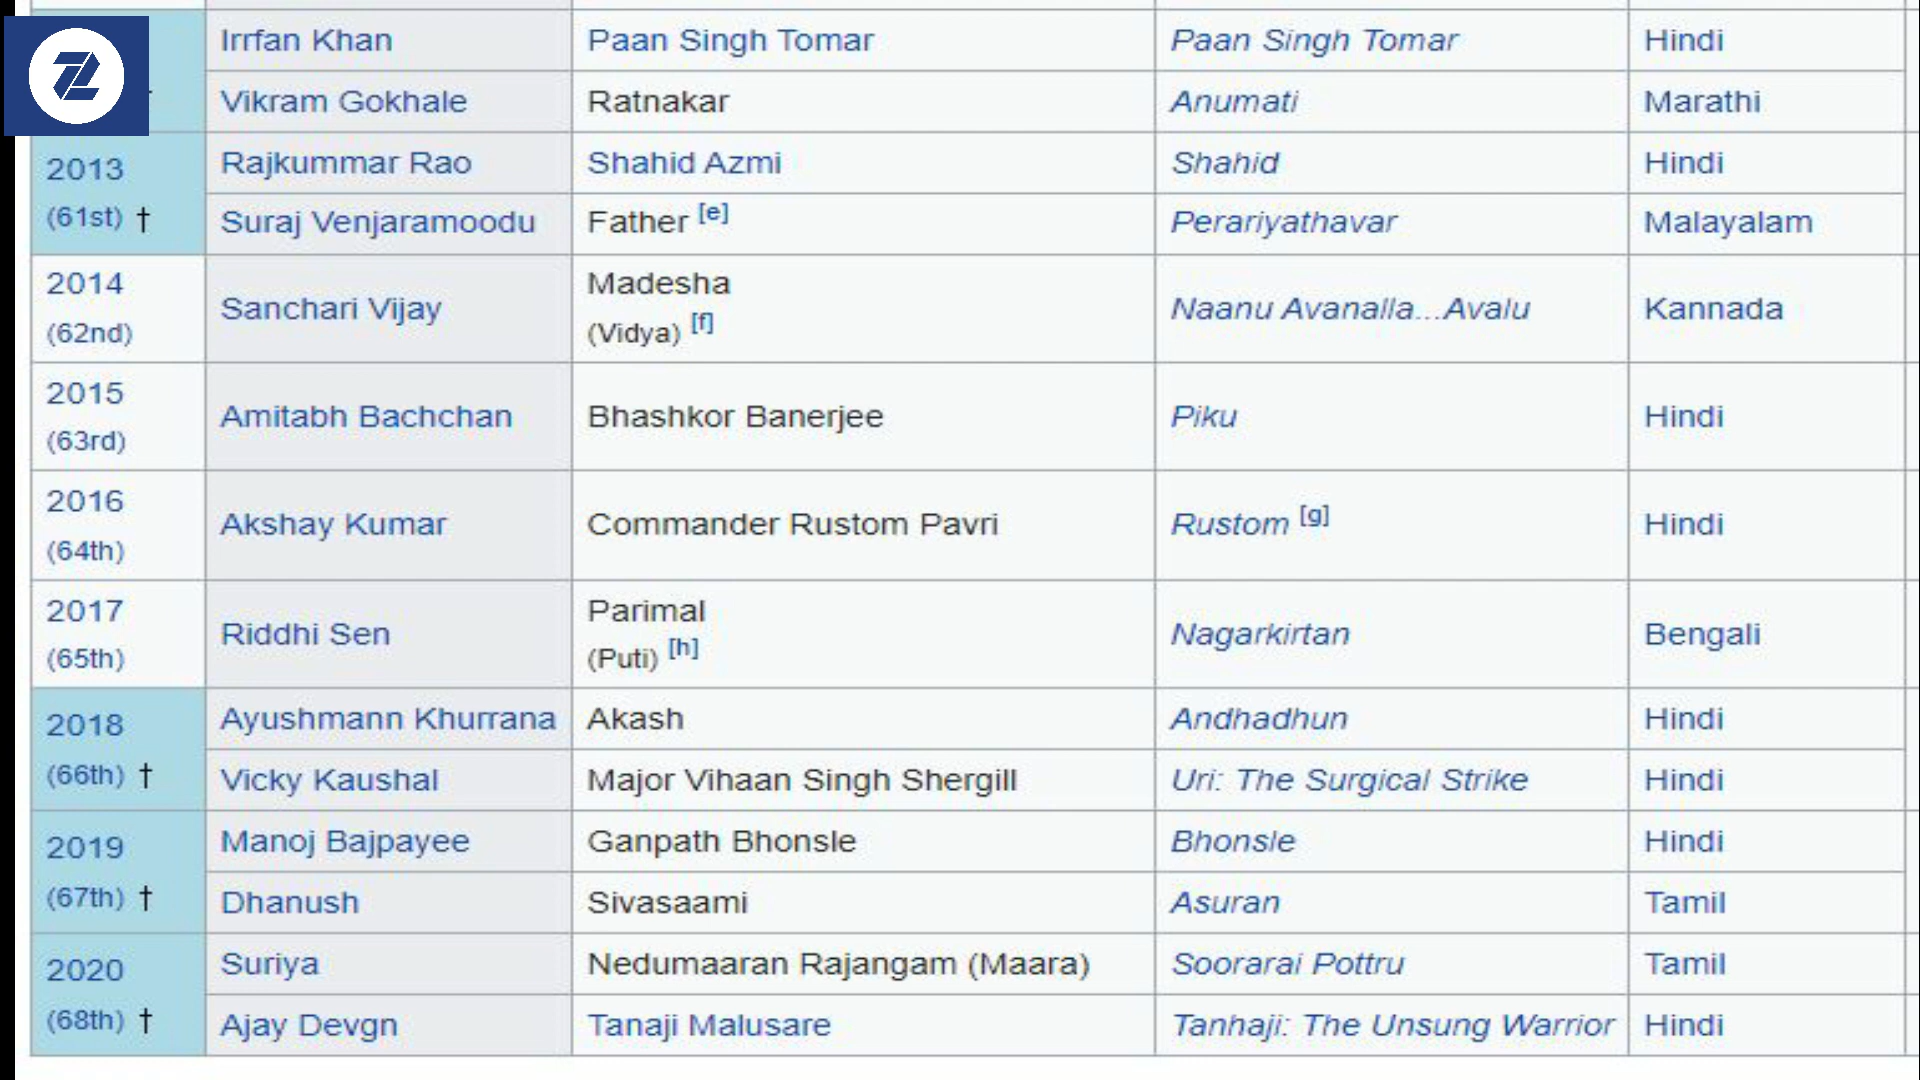 Irrfan Khan Paan Singh Tomar Paan Singh Tomar Hindi
Vikram Gokhale Ratnakar Anumati Marathi
2013 (61st) † Rajkummar Rao Shahid Azmi Shahid Hindi
Suraj Venjaramoodu Father [e] Perariyathavar Malayalam
2014 (62nd) Sanchari Vijay Madesha (Vidya) [f] Naanu Avanalla...Avalu Kannada
2015 (63rd) Amitabh Bachchan Bhashkor Banerjee Piku Hindi
2016 (64th) Akshay Kumar Commander Rustom Pavri Rustom [g] Hindi
2017 (65th) Riddhi Sen Parimal (Puti) [h] Nagarkirtan Bengali
2018 (66th) † Ayushmann Khurrana Akash Andhadhun Hindi
Vicky Kaushal Major Vihaan Singh Shergill Uri: The Surgical Strike Hindi
2019 (67th) † Manoj Bajpayee Ganpath Bhonsle Bhonsle Hindi
Dhanush Sivasaami Asuran Tamil
2020 (68th) † Suriya Nedumaaran Rajangam (Maara) Soorarai Pottru Tamil
Ajay Devgn Tanaji Malusare Tanhaji: The Unsung Warrior Hindi